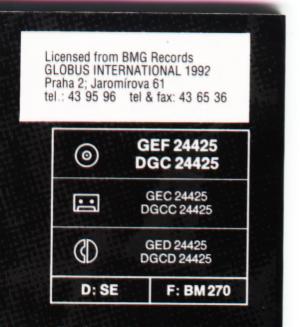 Licensed from BMG Records
GLOBUS INTERNATIONAL 1992
Praha 2; Jaromírova 61
tel.: 43 95 96 tel & fax: 43 65 36
GEF 24425
DGC 24425
GEC 24425
DGCC 24425
GED 24425
DGCD 24425
D: SE F: BM 270